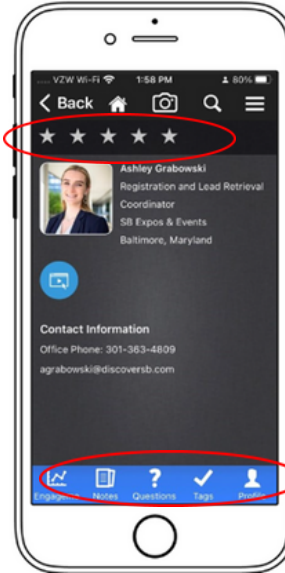 ..... VZW Wi-Fi 1:58 PM 80%
Back
Ashley Grabowski
Registration and Lead Retrieval
Coordinator
SB Expos & Events
Baltimore, Maryland
Contact Information
Office Phone: 301-363-4809
agrabowski@discoversb.com
Engagement Notes ? Questions Tags Profile